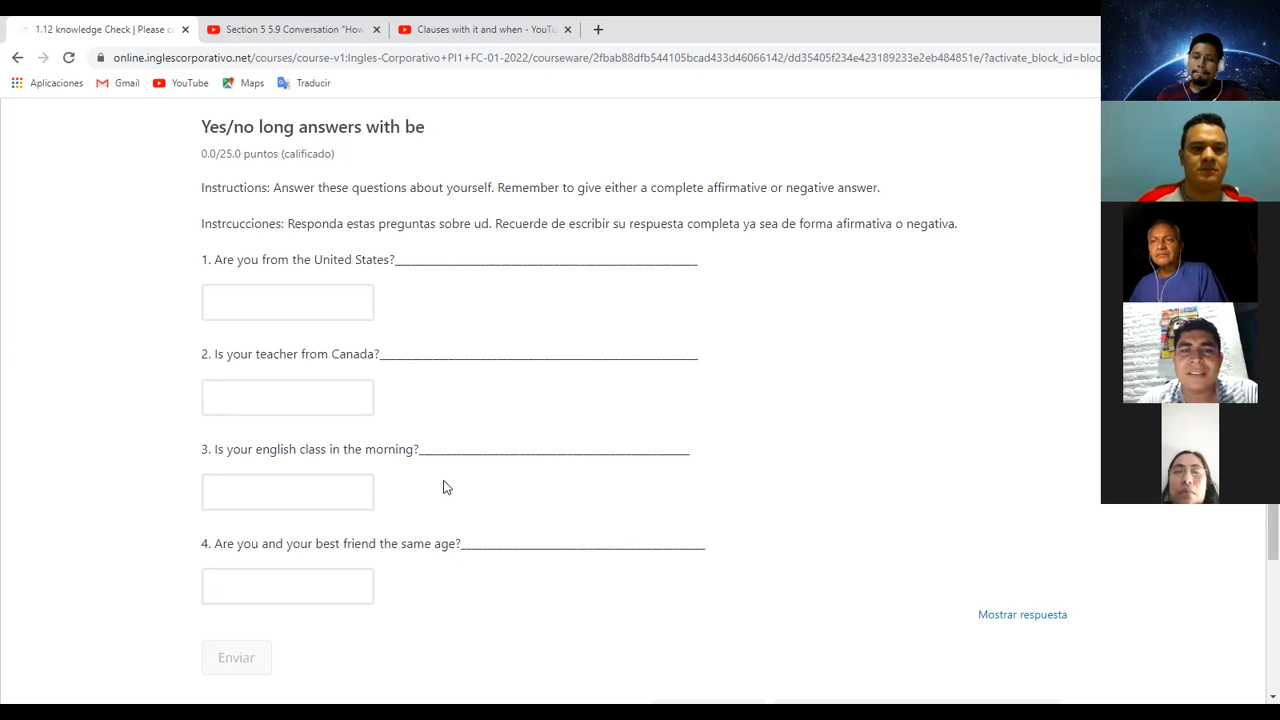 1.12 knowledge Check | Please co
Section 5 5.9 Conversation "How
Clauses with it and when - YouTu
online.inglescorporativo.net/courses/course-v1:Ingles-Corporativo+PI1+FC-01-2022/courseware/2fbab88dfb544105bcad433d46066142/dd35405f234e423189233e2eb484851e/?activate_block_id=bloc
Aplicaciones
Gmail
YouTube
Maps
Traducir
Yes/no long answers with be
0.0/25.0 puntos (calificado)
Instructions: Answer these questions about yourself. Remember to give either a complete affirmative or negative answer.
Instrcucciones: Responda estas preguntas sobre ud. Recuerde de escribir su respuesta completa ya sea de forma afirmativa o negativa.
1. Are you from the United States?____________________________________________
2. Is your teacher from Canada?______________________________________________
3. Is your english class in the morning?_______________________________________
4. Are you and your best friend the same age?___________________________________
Mostrar respuesta
Enviar